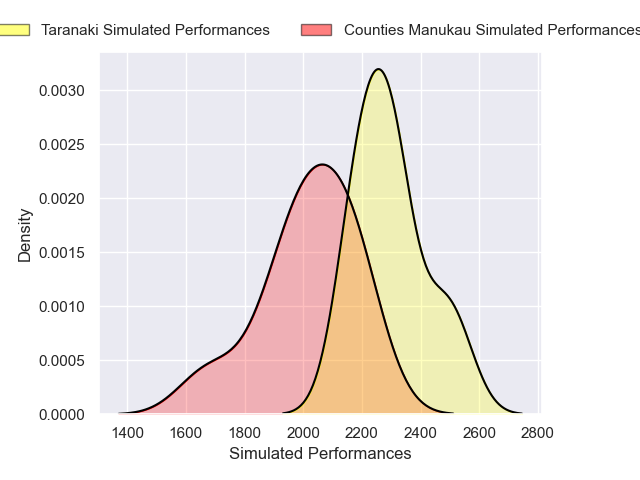 Taranaki Simulated Performances
Counties Manukau Simulated Performances
0.0030
0.0025
0.0020
0.0015
0.0010
0.0005
0.0000
Density
1400 1600 1800 2000 2200 2400 2600 2800
Simulated Performances